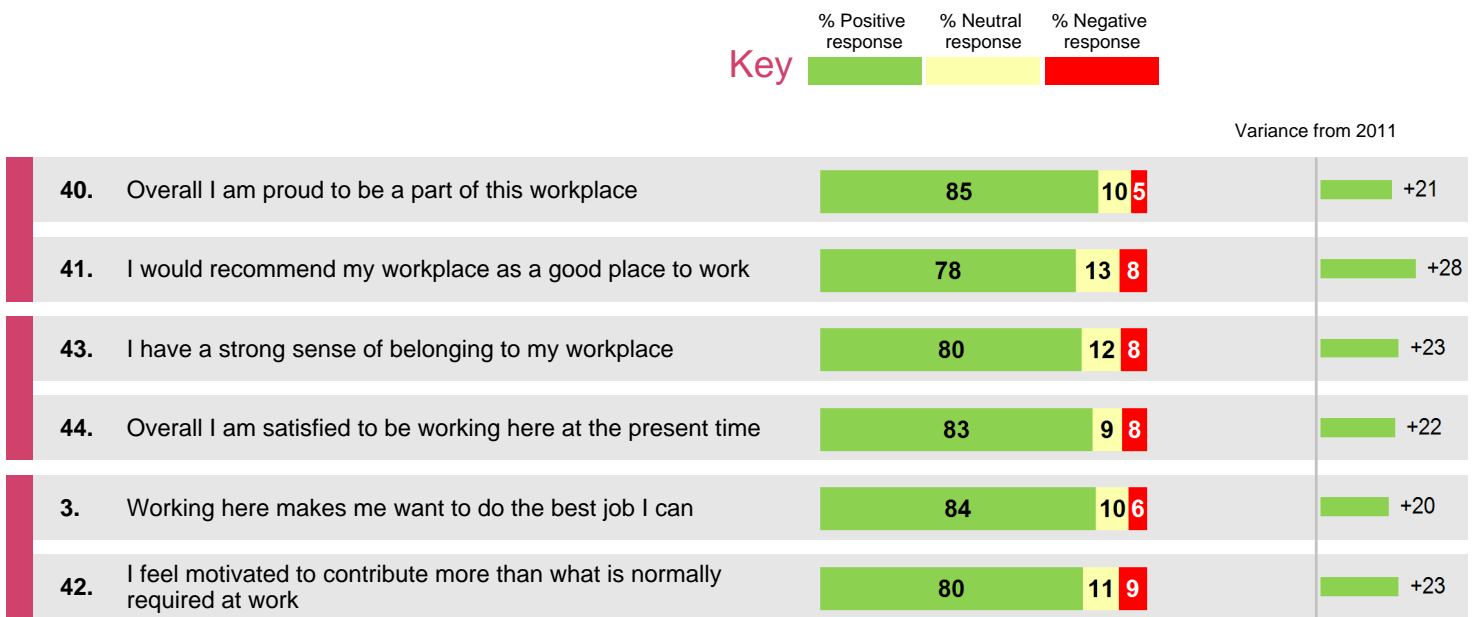 % Positive response
% Neutral response
% Negative response
Key
Variance from 2011
40. Overall I am proud to be a part of this workplace 85 10 5 +21
41. I would recommend my workplace as a good place to work 78 13 8 +28
43. I have a strong sense of belonging to my workplace 80 12 8 +23
44. Overall I am satisfied to be working here at the present time 83 9 8 +22
3. Working here makes me want to do the best job I can 84 10 6 +20
42. I feel motivated to contribute more than what is normally
required at work 80 11 9 +23